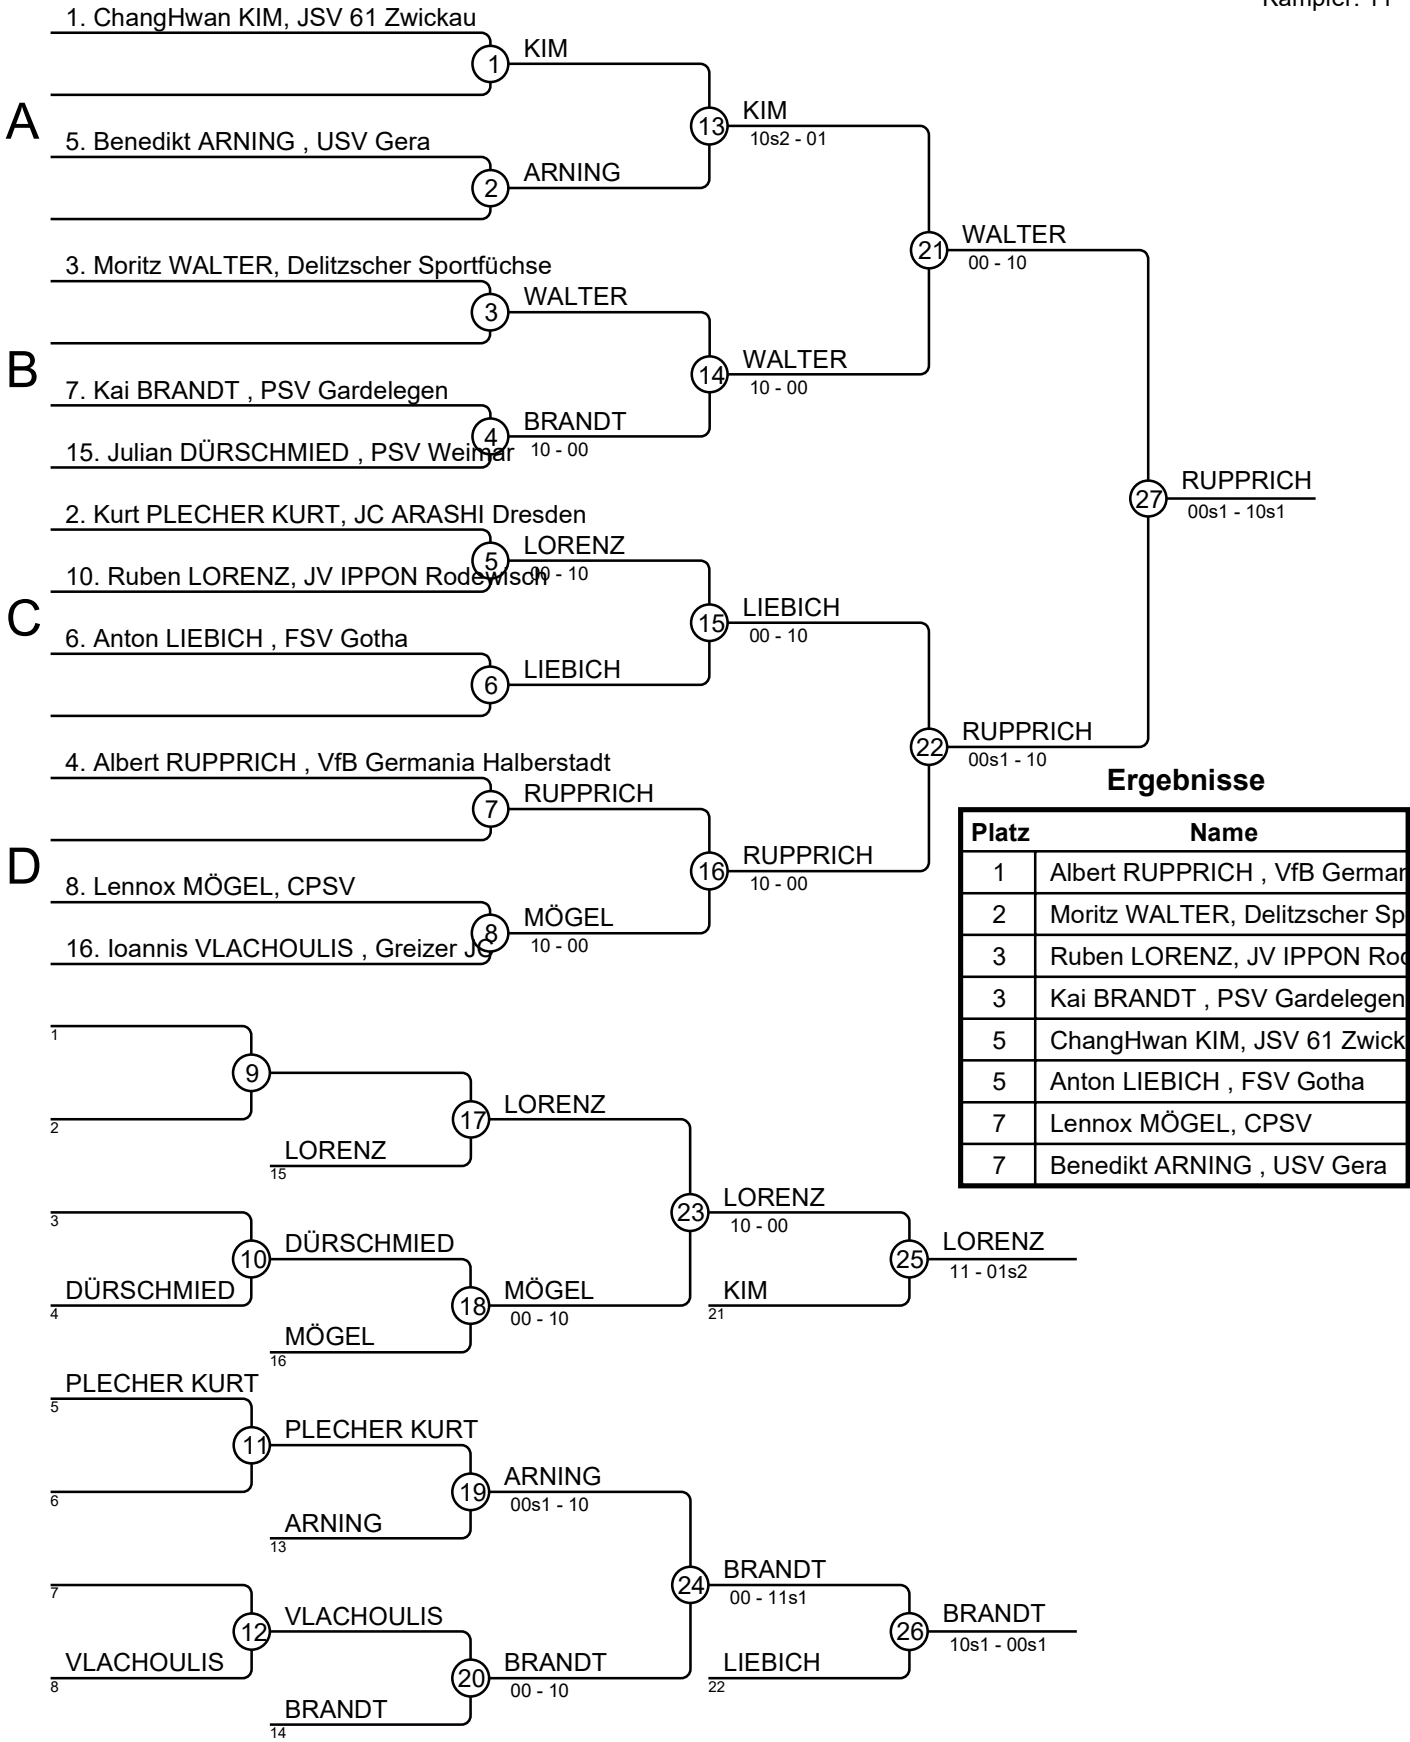 1. ChangHwan KIM, JSV 61 Zwickau
1
KIM
A
13
KIM
10s2 - 01
5. Benedikt ARNING , USV Gera
2
ARNING
21
WALTER
00 - 10
3. Moritz WALTER, Delitzscher Sportfüchse
3
WALTER
B
14
WALTER
10 - 00
7. Kai BRANDT , PSV Gardelegen
4
BRANDT
10 - 00
15. Julian DÜRSCHMIED , PSV Weimar
27
RUPPRICH
00s1 - 10s1
2. Kurt PLECHER KURT, JC ARASHI Dresden
5
LORENZ
00 - 10
10. Ruben LORENZ, JV IPPON Rodewisch
C
15
LIEBICH
00 - 10
6. Anton LIEBICH , FSV Gotha
6
LIEBICH
22
RUPPRICH
00s1 - 10
4. Albert RUPPRICH , VfB Germania Halberstadt
7
RUPPRICH
D
16
RUPPRICH
10 - 00
8. Lennox MÖGEL, CPSV
8
MÖGEL
10 - 00
16. Ioannis VLACHOULIS , Greizer JC
Ergebnisse
Platz Name
1 Albert RUPPRICH , VfB
2 Moritz WALTER, Delitzscher
3 Ruben LORENZ, JV IPPON
3 Kai BRANDT , PSV Gardelegen
5 ChangHwan KIM, JSV 61
5 Anton LIEBICH , FSV Gotha
7 Lennox MÖGEL, CPSV
7 Benedikt ARNING , USV Gera
1
9
2
17
LORENZ
LORENZ
15
3
10
DÜRSCHMIED
DÜRSCHMIED
4
18
MÖGEL
00 - 10
MÖGEL
16
23
LORENZ
10 - 00
25
LORENZ
11 - 01s2
KIM
21
PLECHER KURT
5
11
PLECHER KURT
6
19
ARNING
00s1 - 10
ARNING
13
7
12
VLACHOULIS
VLACHOULIS
8
20
BRANDT
00 - 10
BRANDT
14
24
BRANDT
00 - 11s1
26
BRANDT
10s1 - 00s1
LIEBICH
22